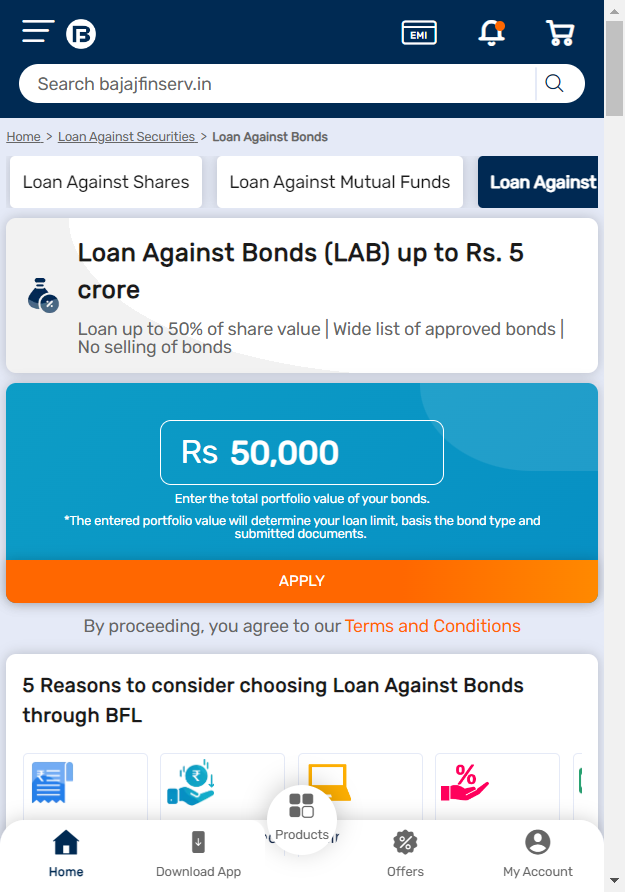 EMI
Search bajajfinserv.in
Home > Loan Against Securities > Loan Against Bonds
Loan Against Shares
Loan Against Mutual Funds
Loan Against
Loan Against Bonds (LAB) up to Rs. 5
crore
Loan up to 50% of share value | Wide list of approved bonds |
No selling of bonds
Rs 50,000
Enter the total portfolio value of your bonds.
*The entered portfolio value will determine your loan limit, basis the bond type and
submitted documents.
APPLY
By proceeding, you agree to our Terms and Conditions
5 Reasons to consider choosing Loan Against Bonds
through BFL
Products
Home
Download App
Offers
My Account